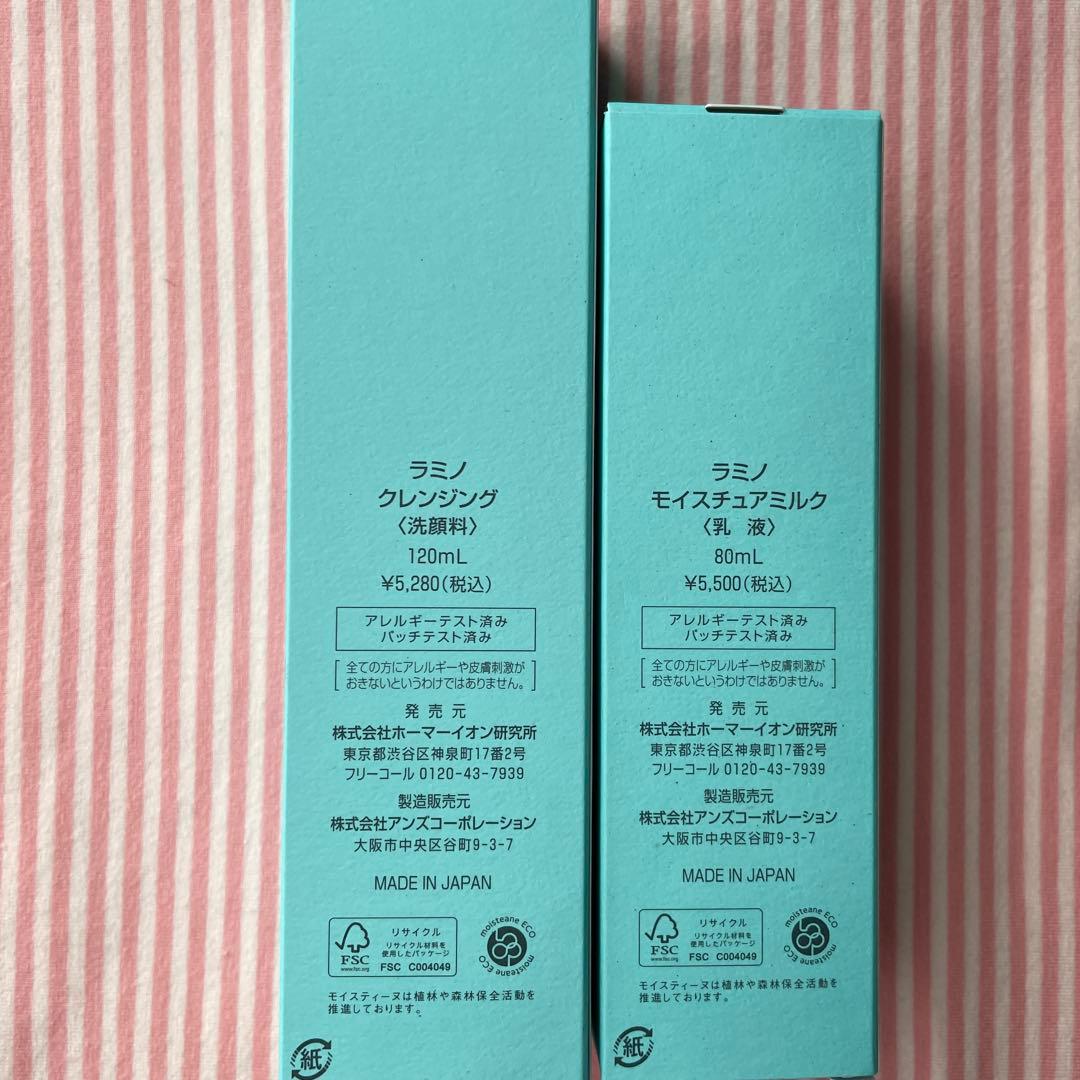 ラミノ
クレンジング
〈洗顔料〉
120mL
¥5,280(税込)
アレルギーテスト済み
パッチテスト済み
全ての方にアレルギーや皮膚刺激が
おきないというわけではありません。
発売元
株式会社ホーマーイオン研究所
東京都渋谷区神泉町17番2号
フリーコール 0120-43-7939
製造販売元
株式会社アンズコーポレーション
大阪市中央区谷町9-3-7
MADE IN JAPAN
FSC
www.fsc.org
リサイクル
リサイクル材料を
使用したパッケージ
FSC C004049
moisteane ECO
moisteane ECO
モイスティーヌは植林や森林保全活動を
推進しております。
紙
ラミノ
モイスチュアミルク
〈乳 液〉
80mL
¥5,500(税込)
アレルギーテスト済み
パッチテスト済み
全ての方にアレルギーや皮膚刺激が
おきないというわけではありません。
発売元
株式会社ホーマーイオン研究所
東京都渋谷区神泉町17番2号
フリーコール 0120-43-7939
製造販売元
株式会社アンズコーポレーション
大阪市中央区谷町9-3-7
MADE IN JAPAN
FSC
www.fsc.org
リサイクル
リサイクル材料を
使用したパッケージ
FSC C004049
moisteane ECO
moisteane ECO
モイスティーヌは植林や森林保全活動を
推進しております。
紙